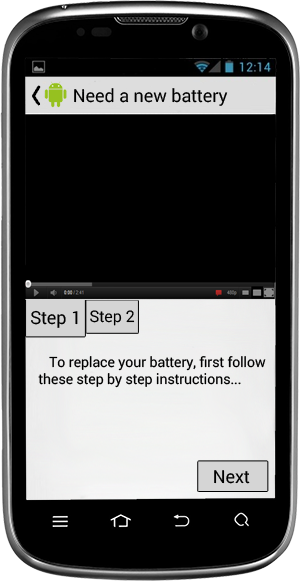 12:14
Need a new battery
0:00 / 2:41
480p
Step 1
Step 2
To replace your battery, first follow
these step by step instructions...
Next